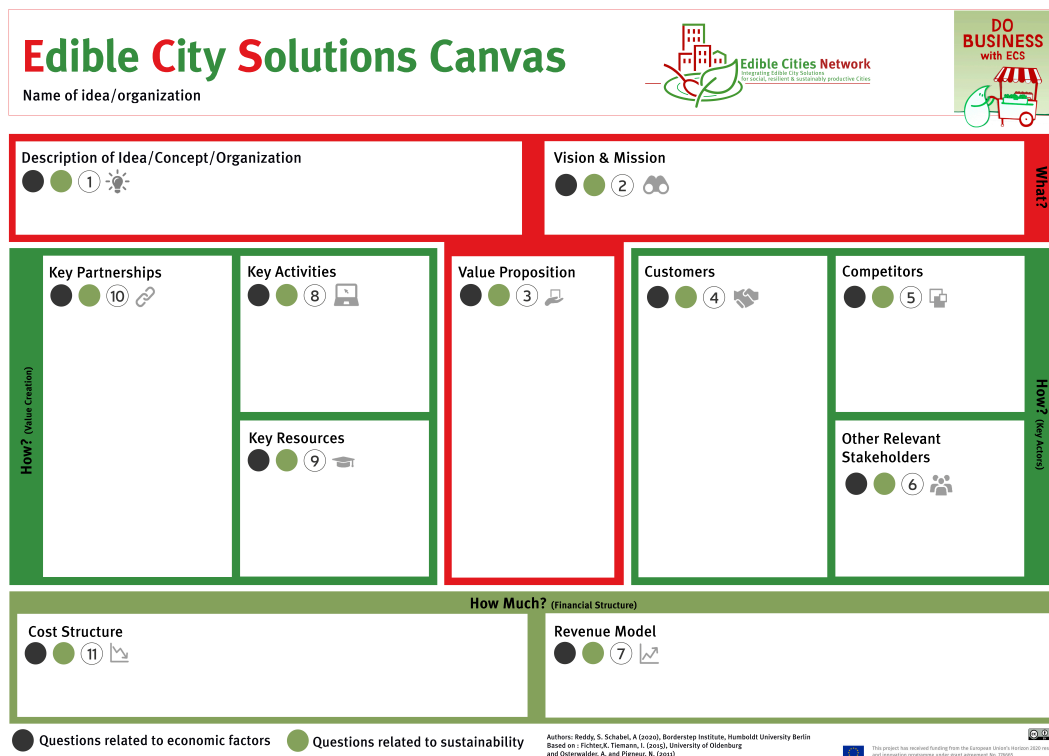 Edible City Solutions Canvas
Name of idea/organization
Edible Cities Network
Integrating Edible City Solutions
for social, resilient & sustainably productive Cities
DO
BUSINESS
with ECS
Description of Idea/Concept/Organization
1
Vision & Mission
2
What?
How? (Value Creation)
Key Partnerships
10
Key Activities
8
Key Resources
9
Value Proposition
3
Customers
4
Competitors
5
Other Relevant
Stakeholders
6
How? (Key Actors)
How Much? (Financial Structure)
Cost Structure
11
Revenue Model
7
Questions related to economic factors
Questions related to sustainability
Authors: Reddy, S. Schabel, A (2020), Borderstep Institute, Humboldt University Berlin
Based on : Fichter,K. Tiemann, I. (2015), University of Oldenburg
and Osterwalder, A. and Pigneur, N. (2011)
This project has received funding from the European Union's Horizon 2020